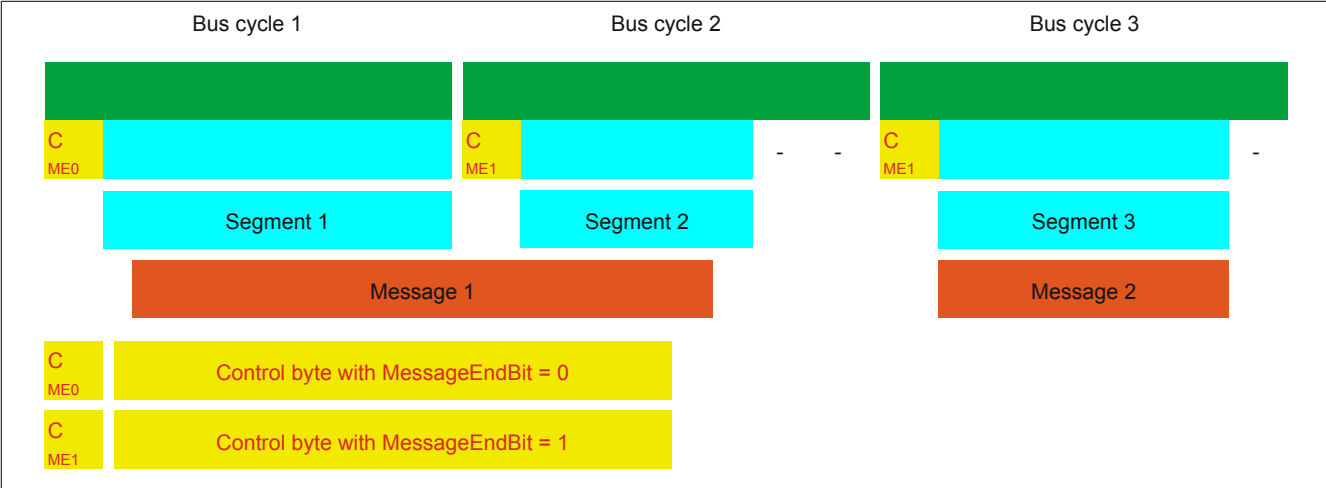 Bus cycle 1 Bus cycle 2 Bus cycle 3
C C - - C -
ME0 ME1 ME1
Segment 1 Segment 2 Segment 3
Message 1 Message 2
C
ME0
Control byte with MessageEndBit = 0
C
ME1
Control byte with MessageEndBit = 1